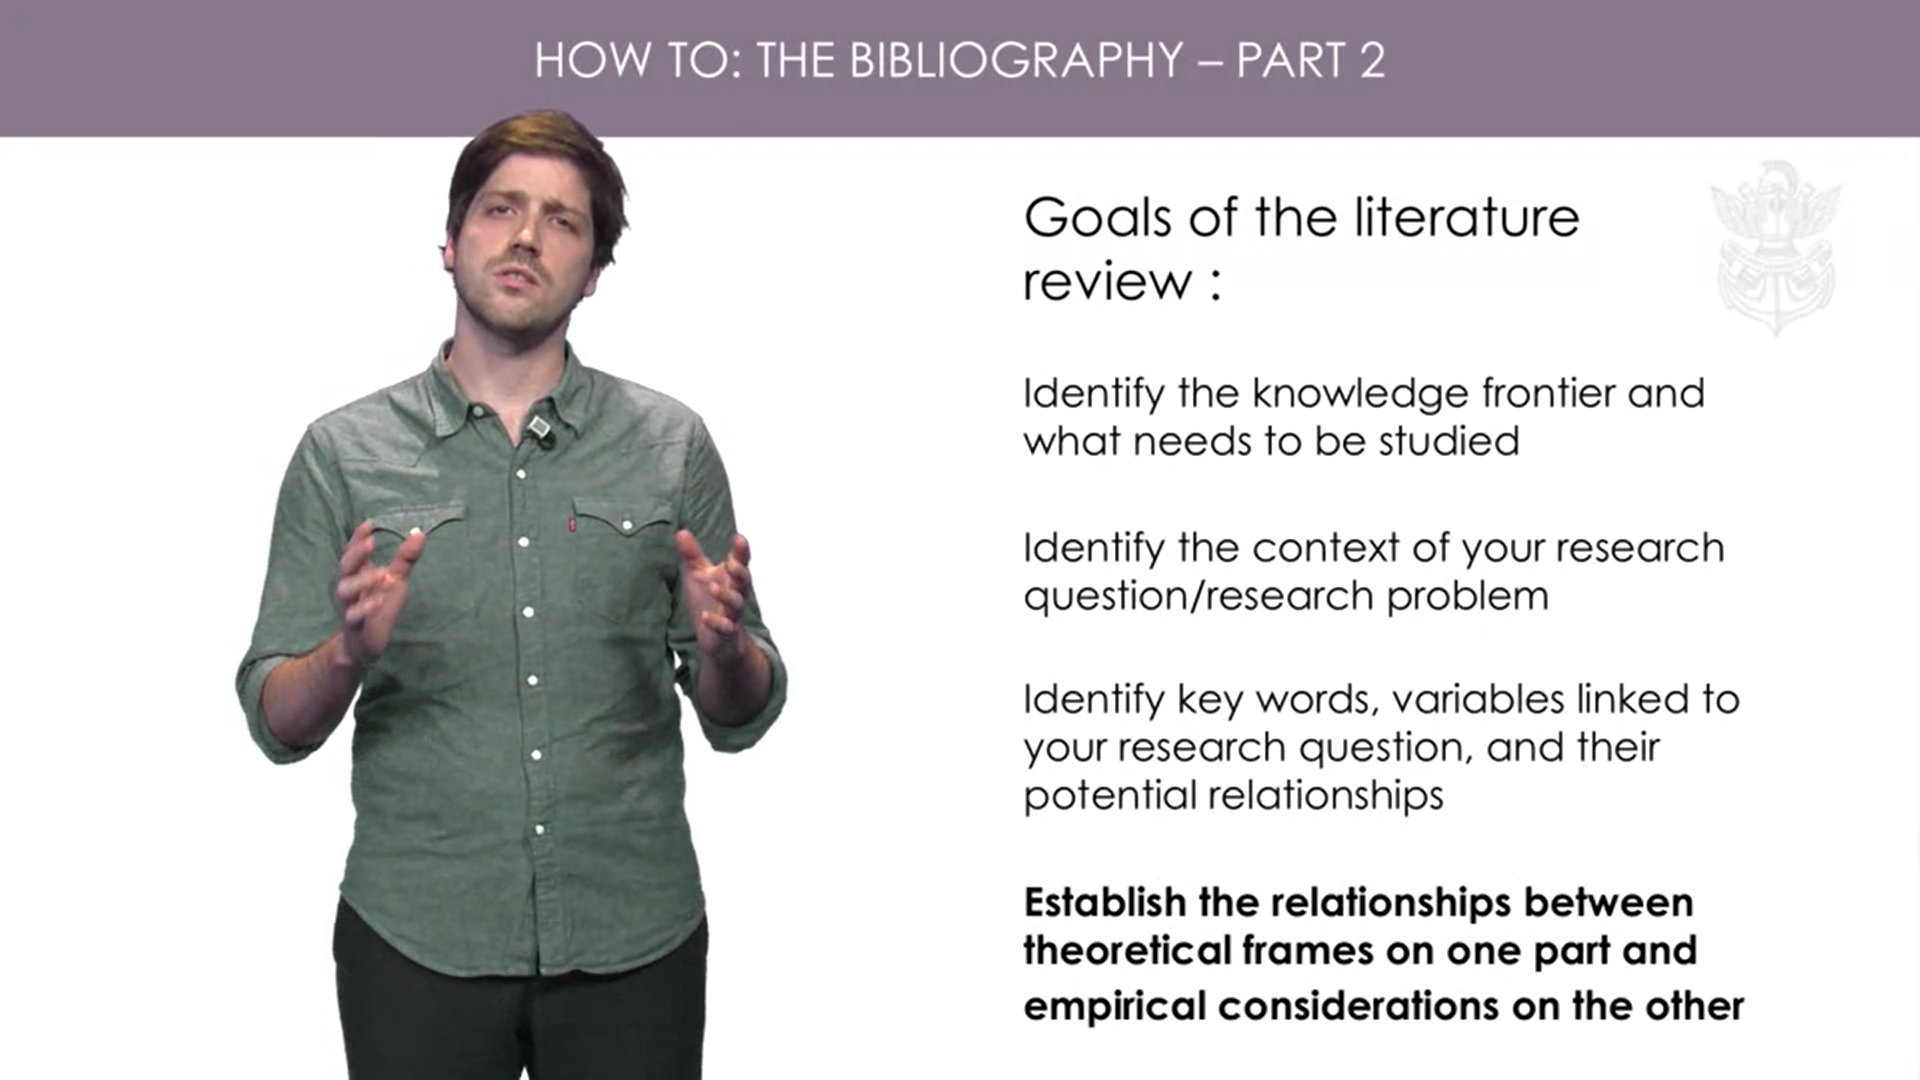 HOW TO: THE BIBLIOGRAPHY – PART 2
Goals of the literature
review :
Identify the knowledge frontier and
what needs to be studied
Identify the context of your research
question/research problem
Identify key words, variables linked to
your research question, and their
potential relationships
Establish the relationships between
theoretical frames on one part and
empirical considerations on the other